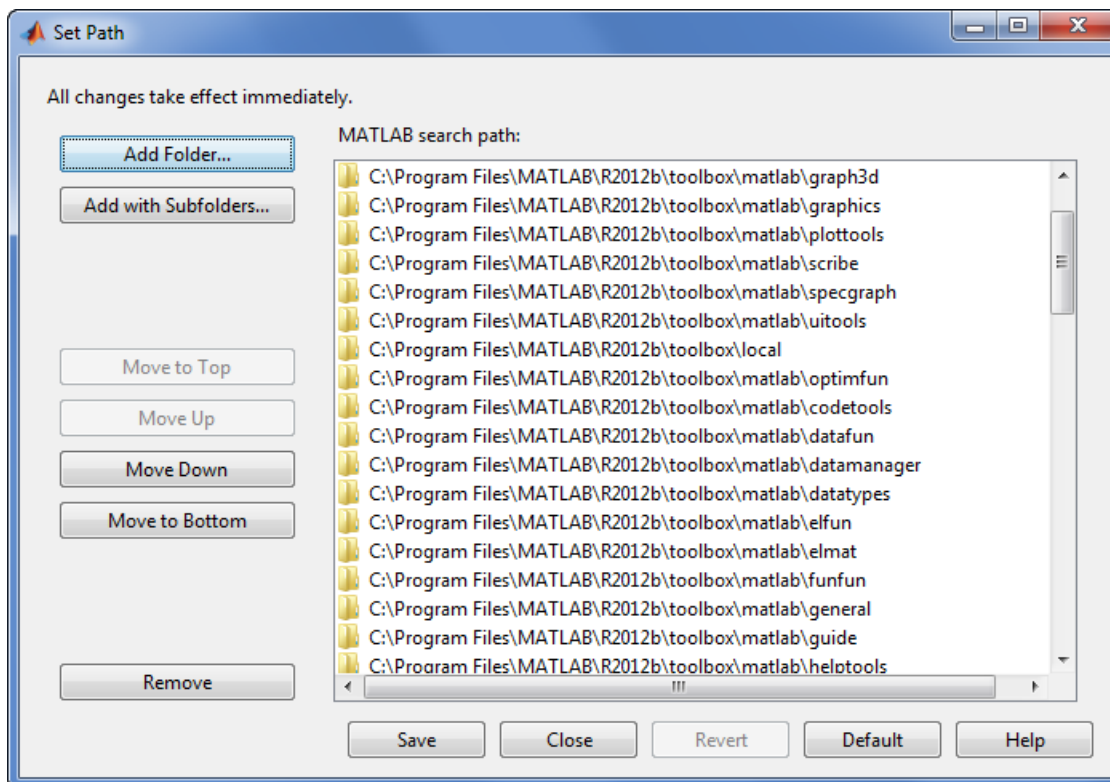 Set Path
All changes take effect immediately.
Add Folder...
Add with Subfolders...
Move to Top
Move Up
Move Down
Move to Bottom
Remove
MATLAB search path:
C:\Program Files\MATLAB\R2012b\toolbox\matlab\graph3d
C:\Program Files\MATLAB\R2012b\toolbox\matlab\graphics
C:\Program Files\MATLAB\R2012b\toolbox\matlab\plottools
C:\Program Files\MATLAB\R2012b\toolbox\matlab\scribe
C:\Program Files\MATLAB\R2012b\toolbox\matlab\specgraph
C:\Program Files\MATLAB\R2012b\toolbox\matlab\uitools
C:\Program Files\MATLAB\R2012b\toolbox\local
C:\Program Files\MATLAB\R2012b\toolbox\matlab\optimfun
C:\Program Files\MATLAB\R2012b\toolbox\matlab\codetools
C:\Program Files\MATLAB\R2012b\toolbox\matlab\datafun
C:\Program Files\MATLAB\R2012b\toolbox\matlab\datamanager
C:\Program Files\MATLAB\R2012b\toolbox\matlab\datatypes
C:\Program Files\MATLAB\R2012b\toolbox\matlab\elfun
C:\Program Files\MATLAB\R2012b\toolbox\matlab\elmat
C:\Program Files\MATLAB\R2012b\toolbox\matlab\funfun
C:\Program Files\MATLAB\R2012b\toolbox\matlab\general
C:\Program Files\MATLAB\R2012b\toolbox\matlab\guide
C:\Program Files\MATLAB\R2012b\toolbox\matlab\helptools
Save
Close
Revert
Default
Help